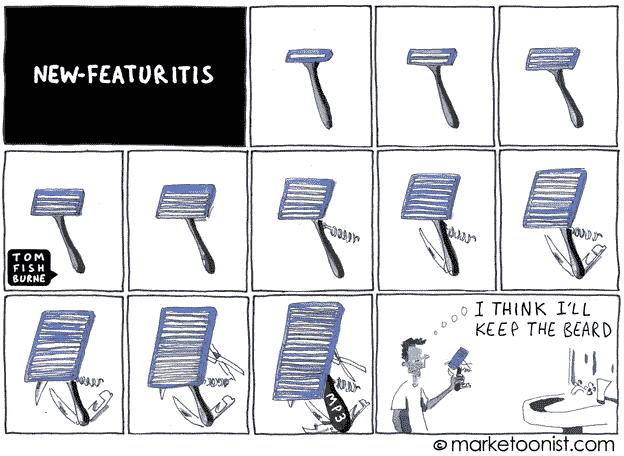 NEW-FEATURITIS
TOM
FISH
BURNE
MP3
I THINK I'LL
KEEP THE BEARD
© marketoonist.com